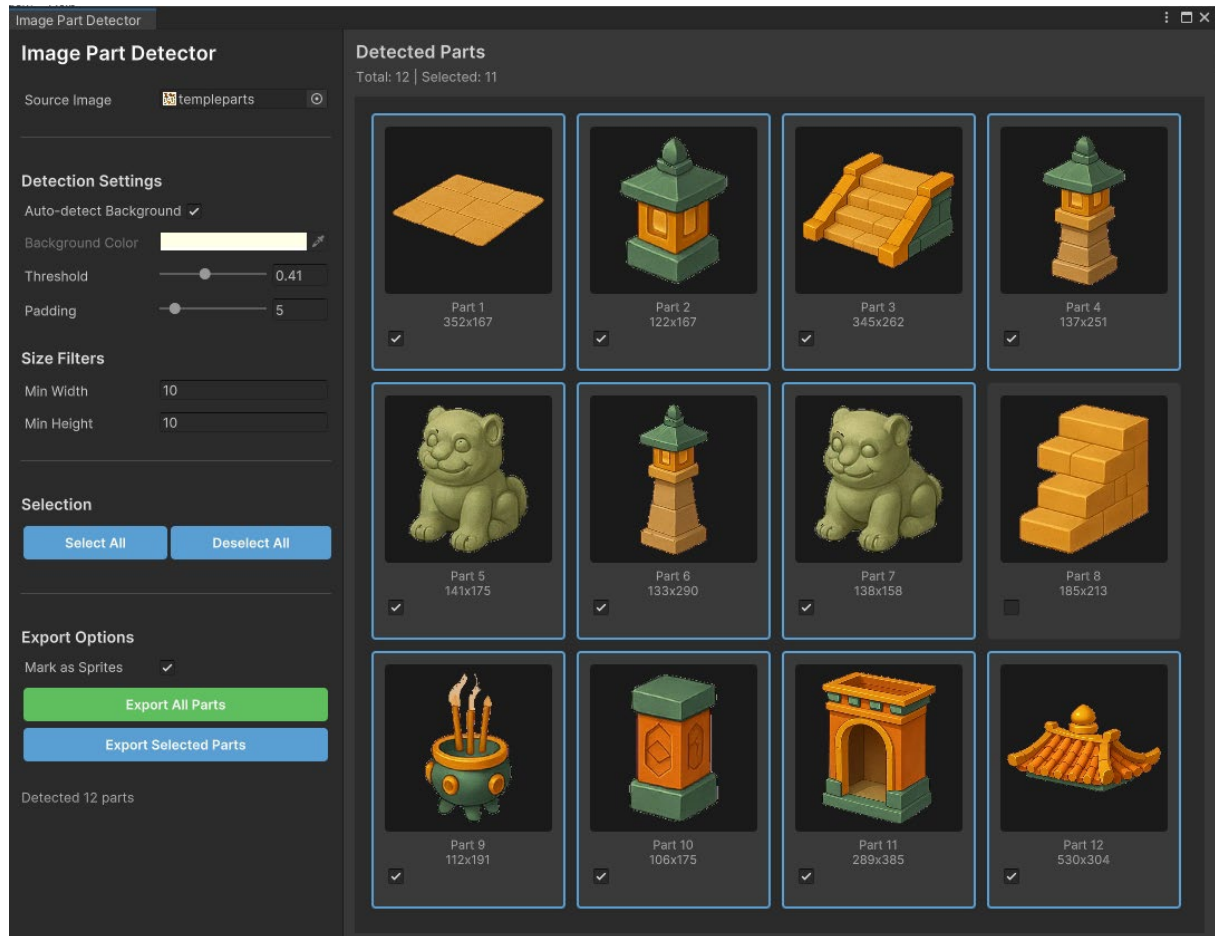 Image Part Detector
Image Part Detector
Source Image
templeparts
Detection Settings
Auto-detect Background
Background Color
Threshold
0.41
Padding
5
Size Filters
Min Width
10
Min Height
10
Selection
Select All
Deselect All
Export Options
Mark as Sprites
Export All Parts
Export Selected Parts
Detected 12 parts
Detected Parts
Total: 12 | Selected: 11
Part 1
352x167
Part 2
122x167
Part 3
345x262
Part 4
137x251
Part 5
141x175
Part 6
133x290
Part 7
138x158
Part 8
185x213
Part 9
112x191
Part 10
106x175
Part 11
289x385
Part 12
530x304